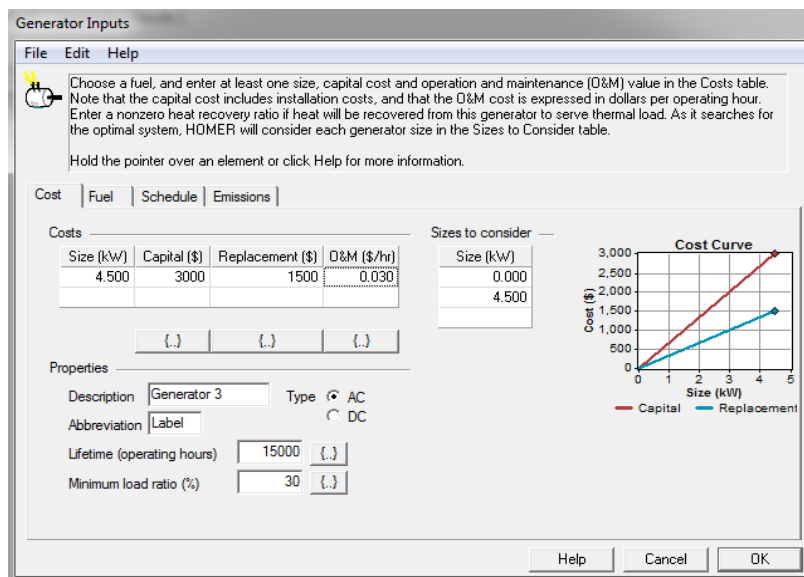 Generator Inputs
File Edit Help
Choose a fuel, and enter at least one size, capital cost and operation and maintenance (O&M) value in the Costs table.
Note that the capital cost includes installation costs, and that the O&M cost is expressed in dollars per operating hour.
Enter a nonzero heat recovery ratio if heat will be recovered from this generator to serve thermal load. As it searches for
the optimal system, HOMER will consider each generator size in the Sizes to Consider table.
Hold the pointer over an element or click Help for more information.
Cost Fuel Schedule Emissions
Costs
Size (kW) Capital ($) Replacement ($) O&M ($/hr)
4.500 3000 1500 0.030
{..} {..} {..}
Sizes to consider
Size (kW)
0.000
4.500
Cost Curve
Cost ($)
3,000
2,500
2,000
1,500
1,000
500
0
0 1 2 3 4 5
Size (kW)
Capital Replacement
Properties
Description Generator 3 Type AC
DC
Abbreviation Label
Lifetime (operating hours) 15000 {..}
Minimum load ratio (%) 30 {..}
Help Cancel OK